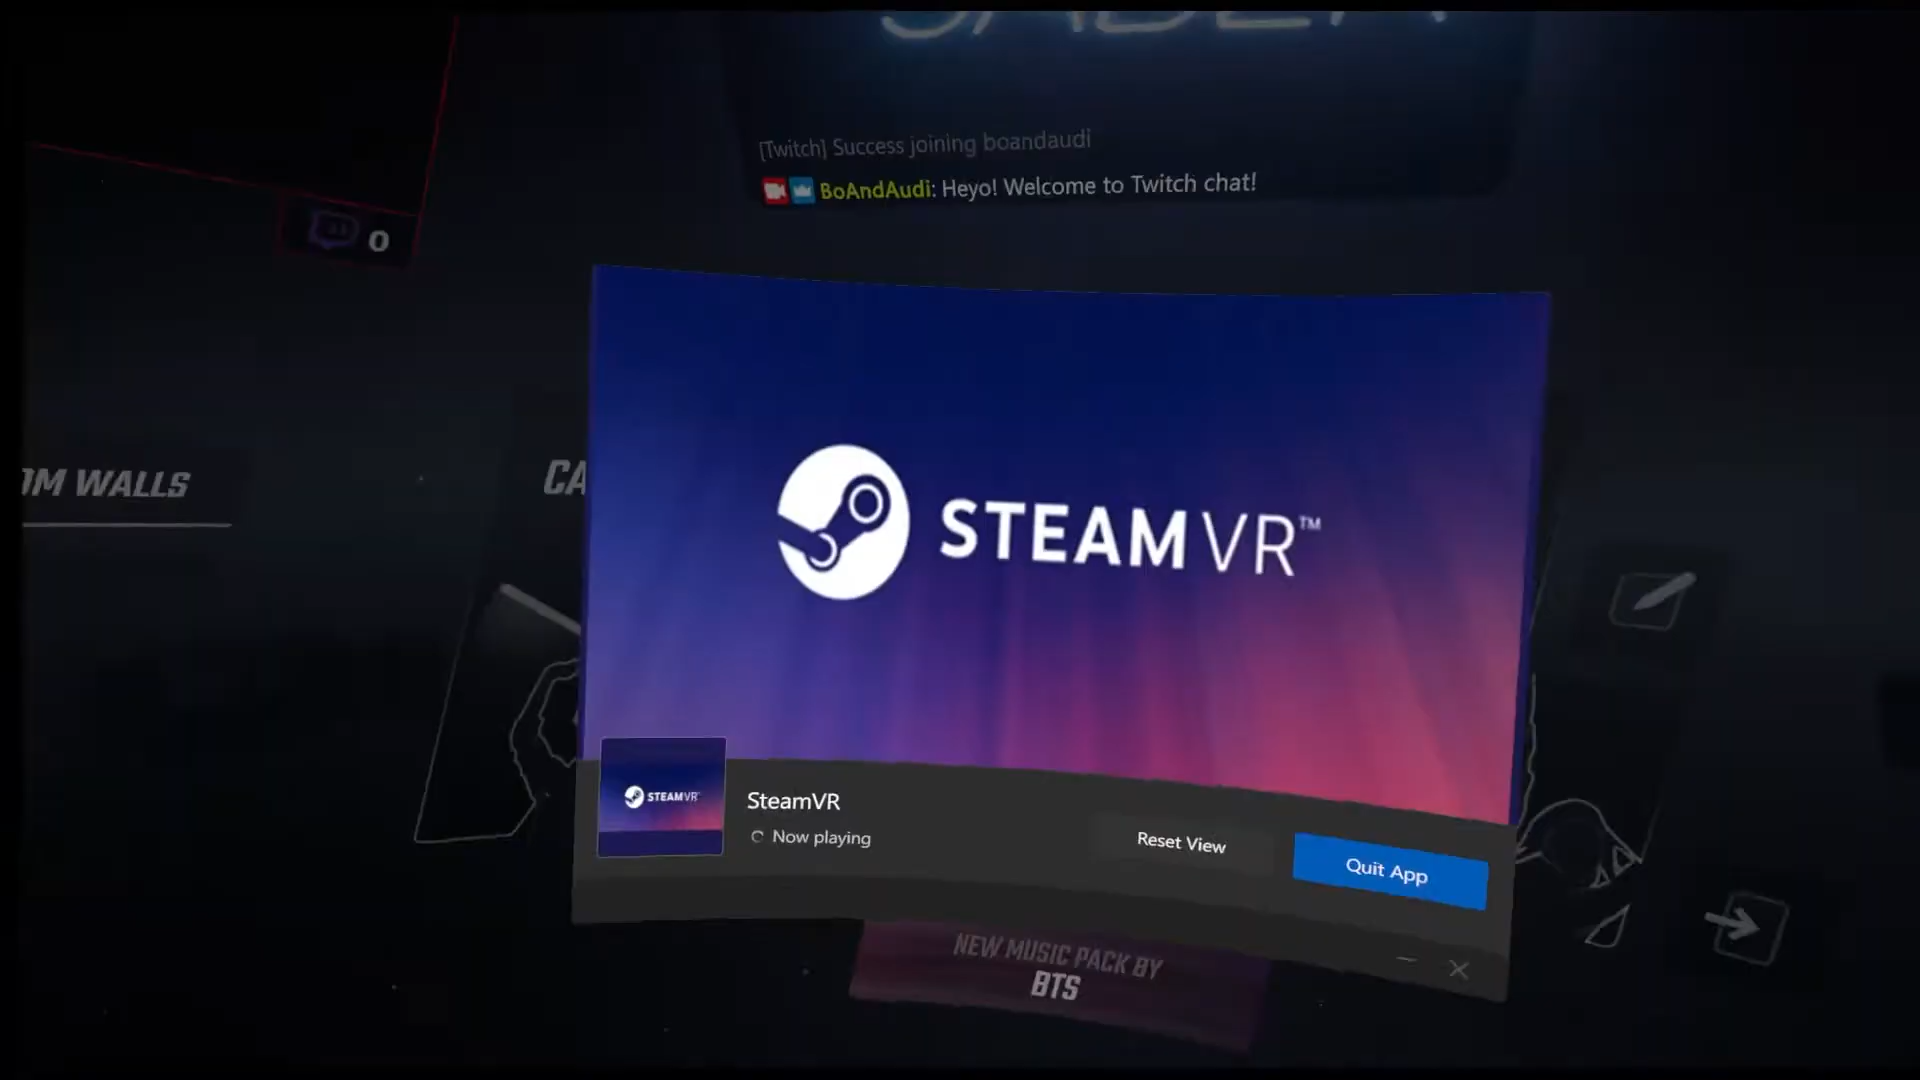 [Twitch] Success joining boandaudi
BoAndAudi: Heyo! Welcome to Twitch chat!
0
OM WALLS
CA
STEAMVR™
STEAMVR
SteamVR
Now playing
Reset View
Quit App
NEW MUSIC PACK BY
BTS